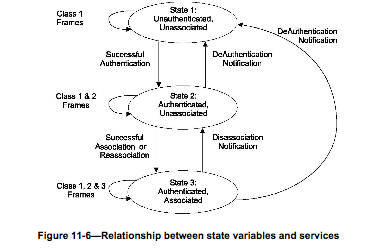 Class 1
Frames
State 1:
Unauthenticated,
Unassociated
DeAuthentication
Notification
Successful
Authentication
DeAuthentication
Notification
Class 1 & 2
Frames
State 2:
Authenticated,
Unassociated
Successful
Association or
Reassociation
Disassociation
Notification
Class 1, 2 & 3
Frames
State 3:
Authenticated,
Associated
Figure 11-6—Relationship between state variables and services